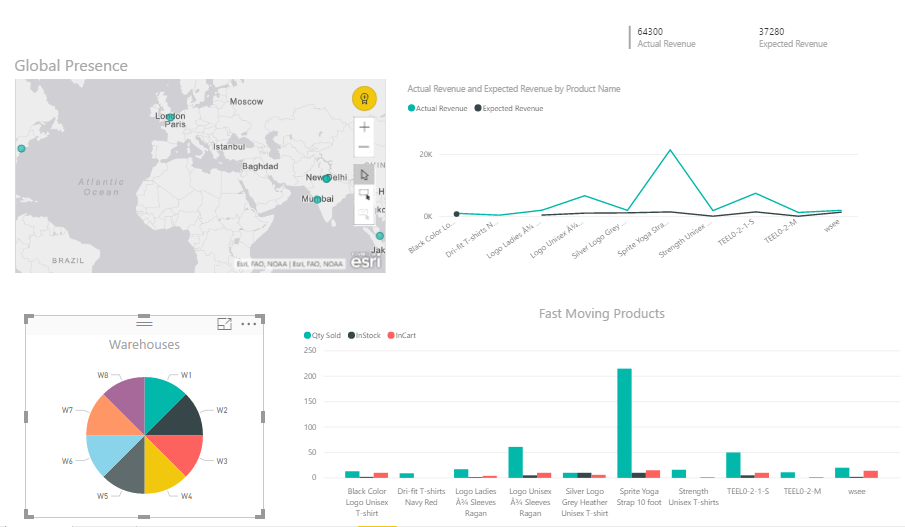 64300
Actual Revenue
37280
Expected Revenue
Global Presence
Moscow
London
Paris
Istanbul
Baghdad
New Delhi
Mumbai
Atlantic
Ocean
BRAZIL
Jak
Esri, FAO, NOAA | Esri, FAO, NOAA
esri
Actual Revenue and Expected Revenue by Product Name
Actual Revenue Expected Revenue
20K
0K
Black Color Lo...
Dri-fit T-shirts N...
Logo Ladies Â¾ ...
Logo Unisex Â¾...
Silver Logo Grey ...
Sprite Yoga Stra...
Strength Unisex ...
TEEL0-2-1-S
TEEL0-2-M
wsee
Warehouses
W8 W1
W7 W2
W6 W3
W5 W4
Fast Moving Products
Qty Sold InStock InCart
250
200
150
100
50
0
Black Color
Logo Unisex
T-shirt
Dri-fit T-shirts
Navy Red
Logo Ladies
Â¾ Sleeves
Ragan
Logo Unisex
Â¾ Sleeves
Ragan
Silver Logo
Grey Heather
Unisex T-shirt
Sprite Yoga
Strap 10 foot
Strength
Unisex T-shirts
TEEL0-2-1-S
TEEL0-2-M
wsee